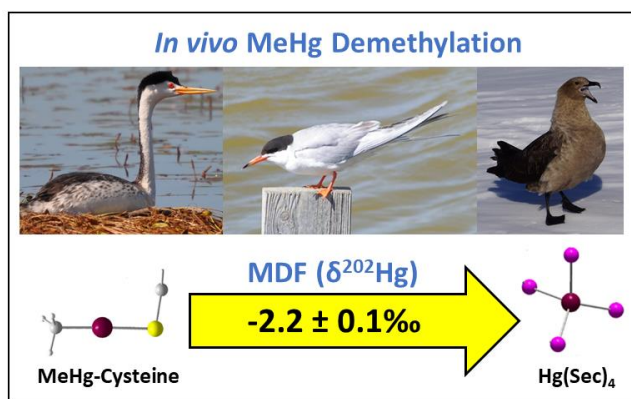 In vivo MeHg Demethylation
MDF (δ²⁰²Hg)
-2.2 ± 0.1‰
MeHg-Cysteine
Hg(Sec)₄